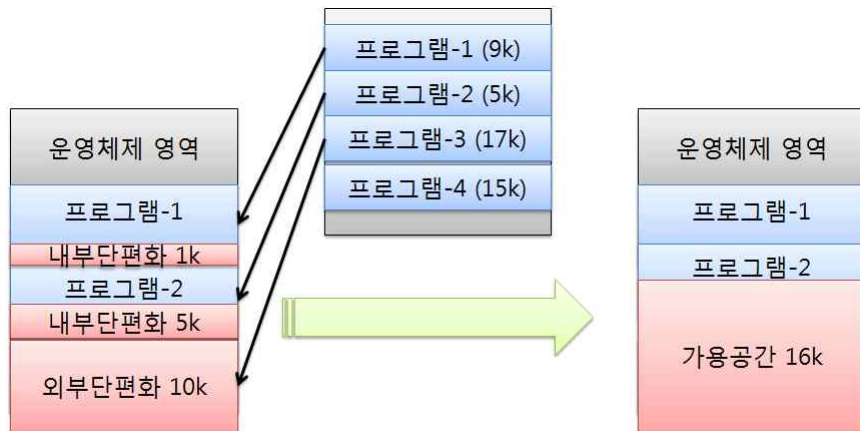 프로그램-1 (9k)
프로그램-2 (5k)
프로그램-3 (17k)
프로그램-4 (15k)
운영체제 영역
프로그램-1
내부단편화 1k
프로그램-2
내부단편화 5k
외부단편화 10k
운영체제 영역
프로그램-1
프로그램-2
가용공간 16k